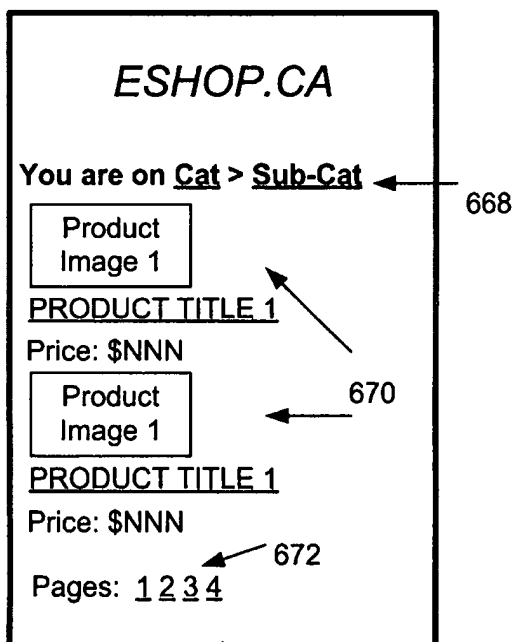 ESHOP.CA
You are on Cat > Sub-Cat
668
Product
Image 1
PRODUCT TITLE 1
Price: $NNN
670
Product
Image 1
PRODUCT TITLE 1
Price: $NNN
672
Pages: 1 2 3 4